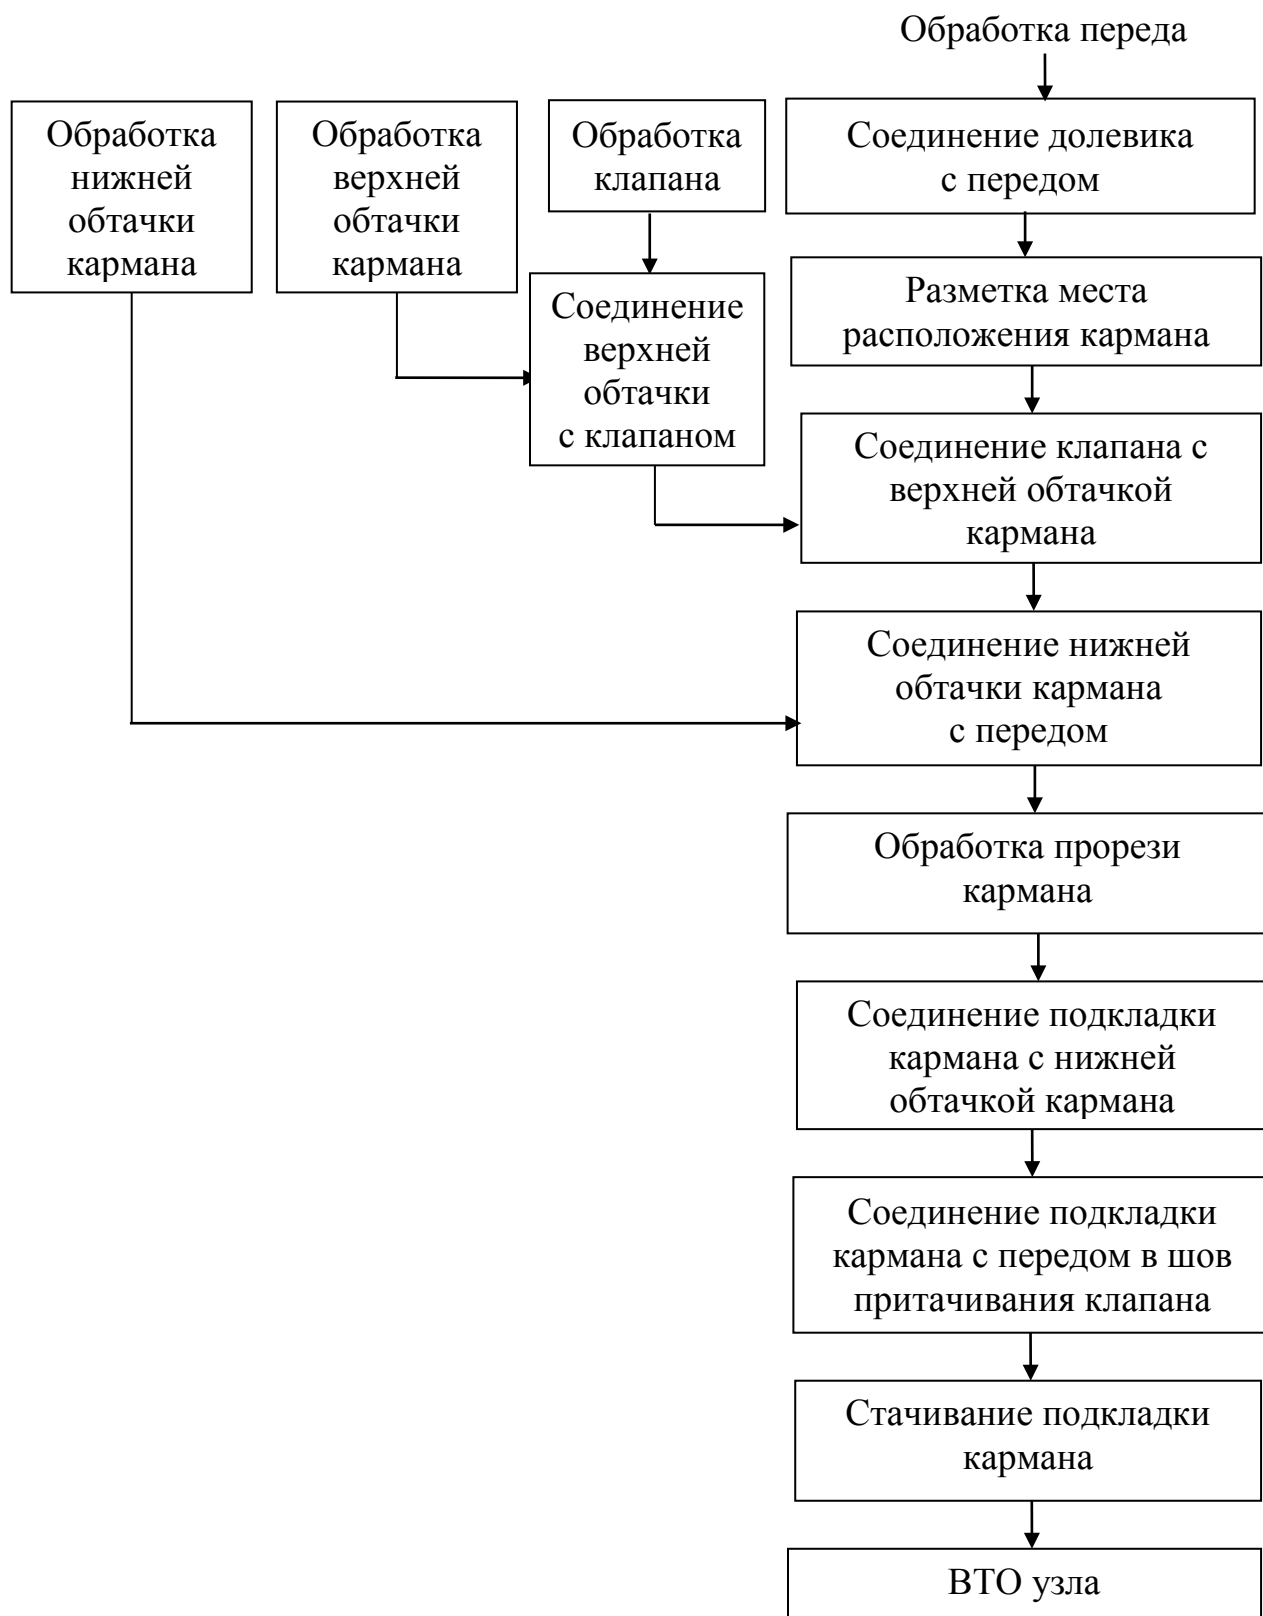 Обработка переда
Обработка
нижней
обтачки
кармана
Обработка
верхней
обтачки
кармана
Обработка
клапана
Соединение долевика
с передом
Соединение
верхней
обтачки
с клапаном
Разметка места
расположения кармана
Соединение клапана с
верхней обтачкой
кармана
Соединение нижней
обтачки кармана
с передом
Обработка прорези
кармана
Соединение подкладки
кармана с нижней
обтачкой кармана
Соединение подкладки
кармана с передом в шов
притачивания клапана
Стачивание подкладки
кармана
ВТО узла